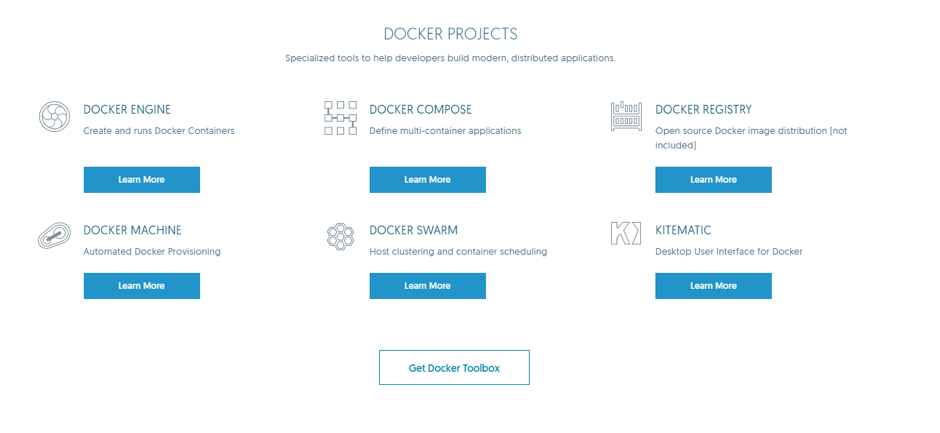 DOCKER PROJECTS
Specialized tools to help developers build modern, distributed applications.
DOCKER ENGINE
Create and runs Docker Containers
Learn More
DOCKER COMPOSE
Define multi-container applications
Learn More
DOCKER REGISTRY
Open source Docker image distribution (not
included)
Learn More
DOCKER MACHINE
Automated Docker Provisioning
Learn More
DOCKER SWARM
Host clustering and container scheduling
Learn More
KITEMATIC
Desktop User Interface for Docker
Learn More
Get Docker Toolbox